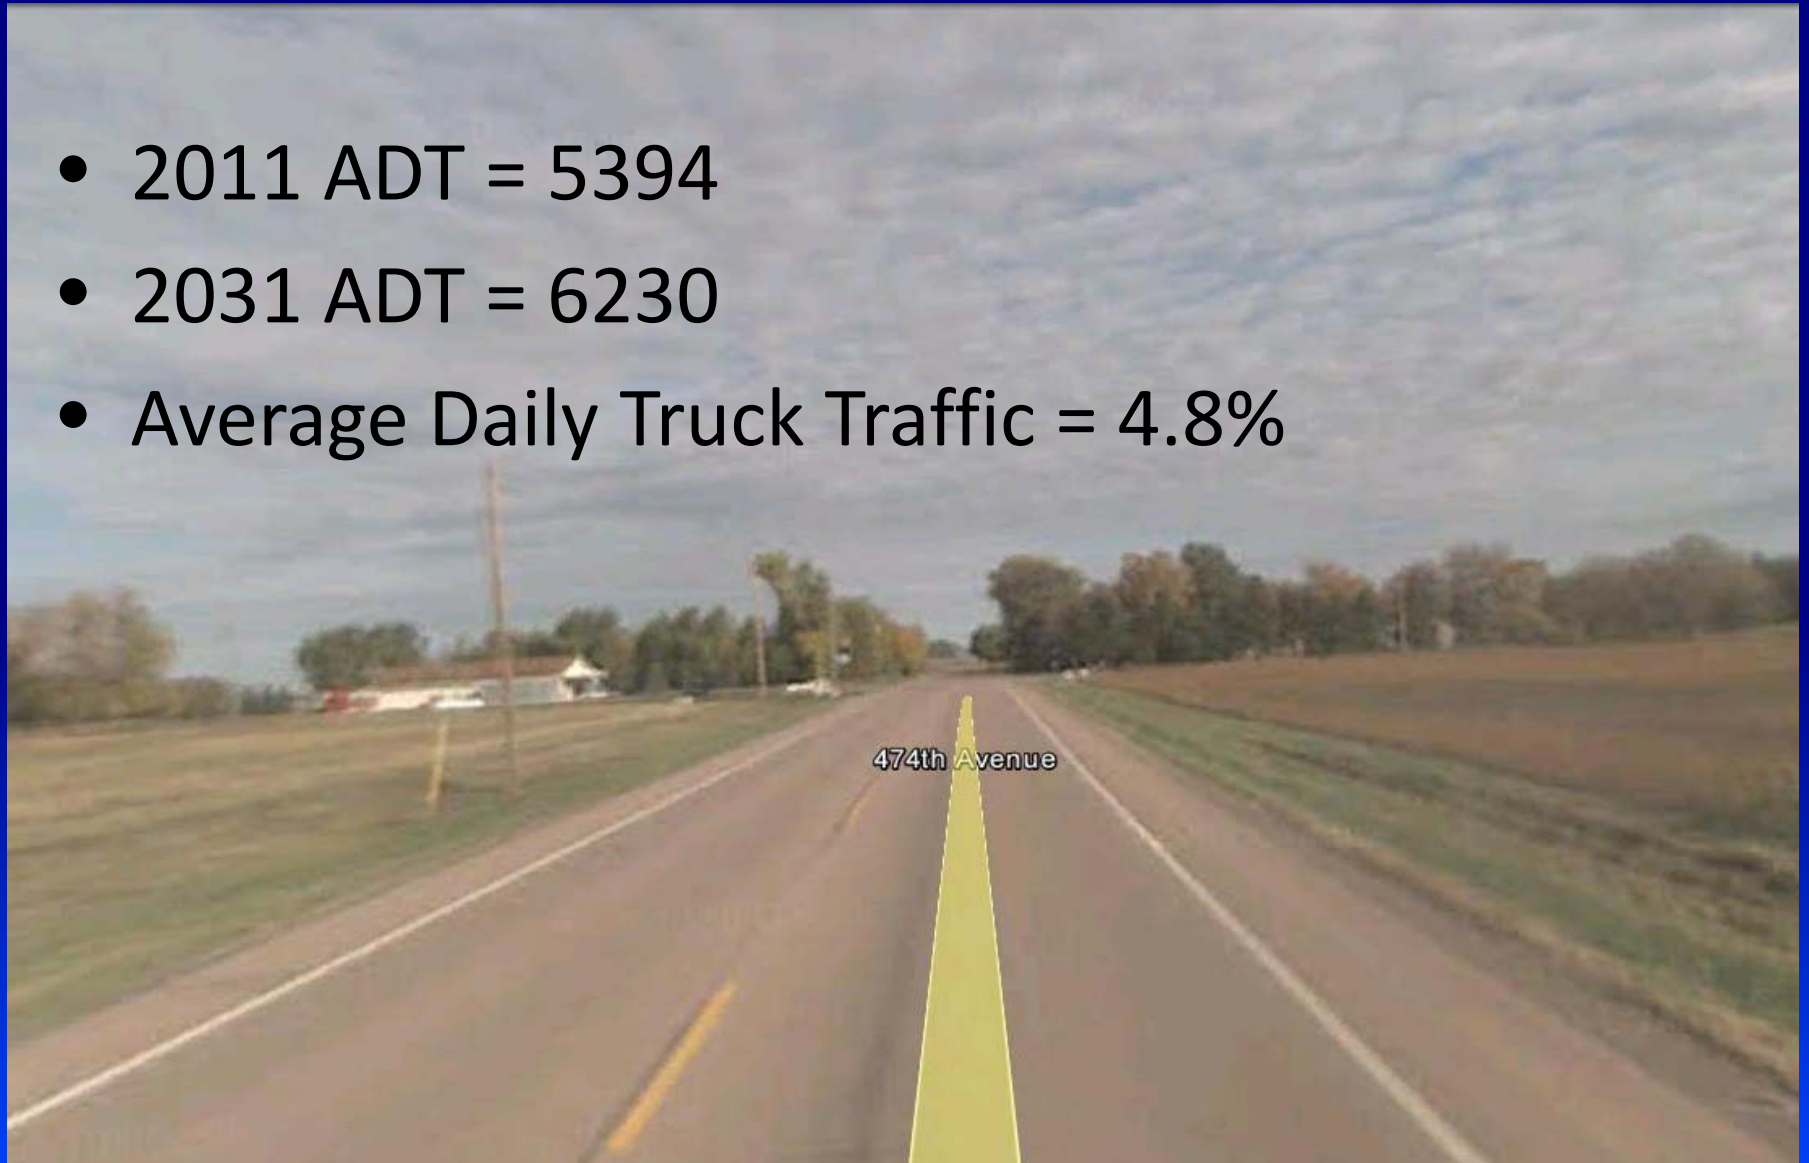 • 2011 ADT = 5394
• 2031 ADT = 6230
• Average Daily Truck Traffic = 4.8%
474th Avenue